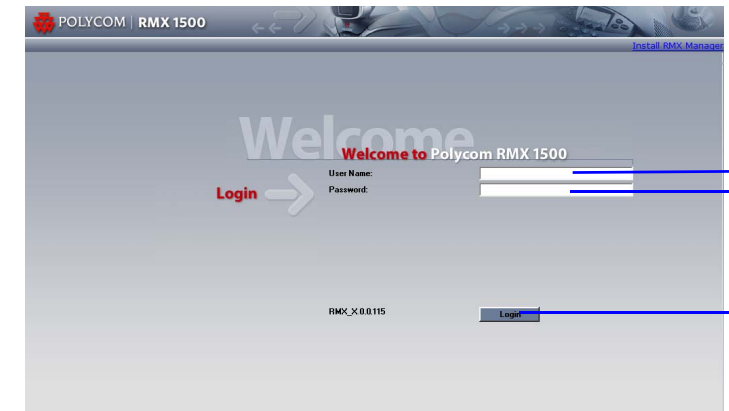 POLYCOM | RMX 1500
Install RMX Manager
Welcome
Welcome to Polycom RMX 1500
User Name:
Login
Password:
RMX_X.0.0.115
Login